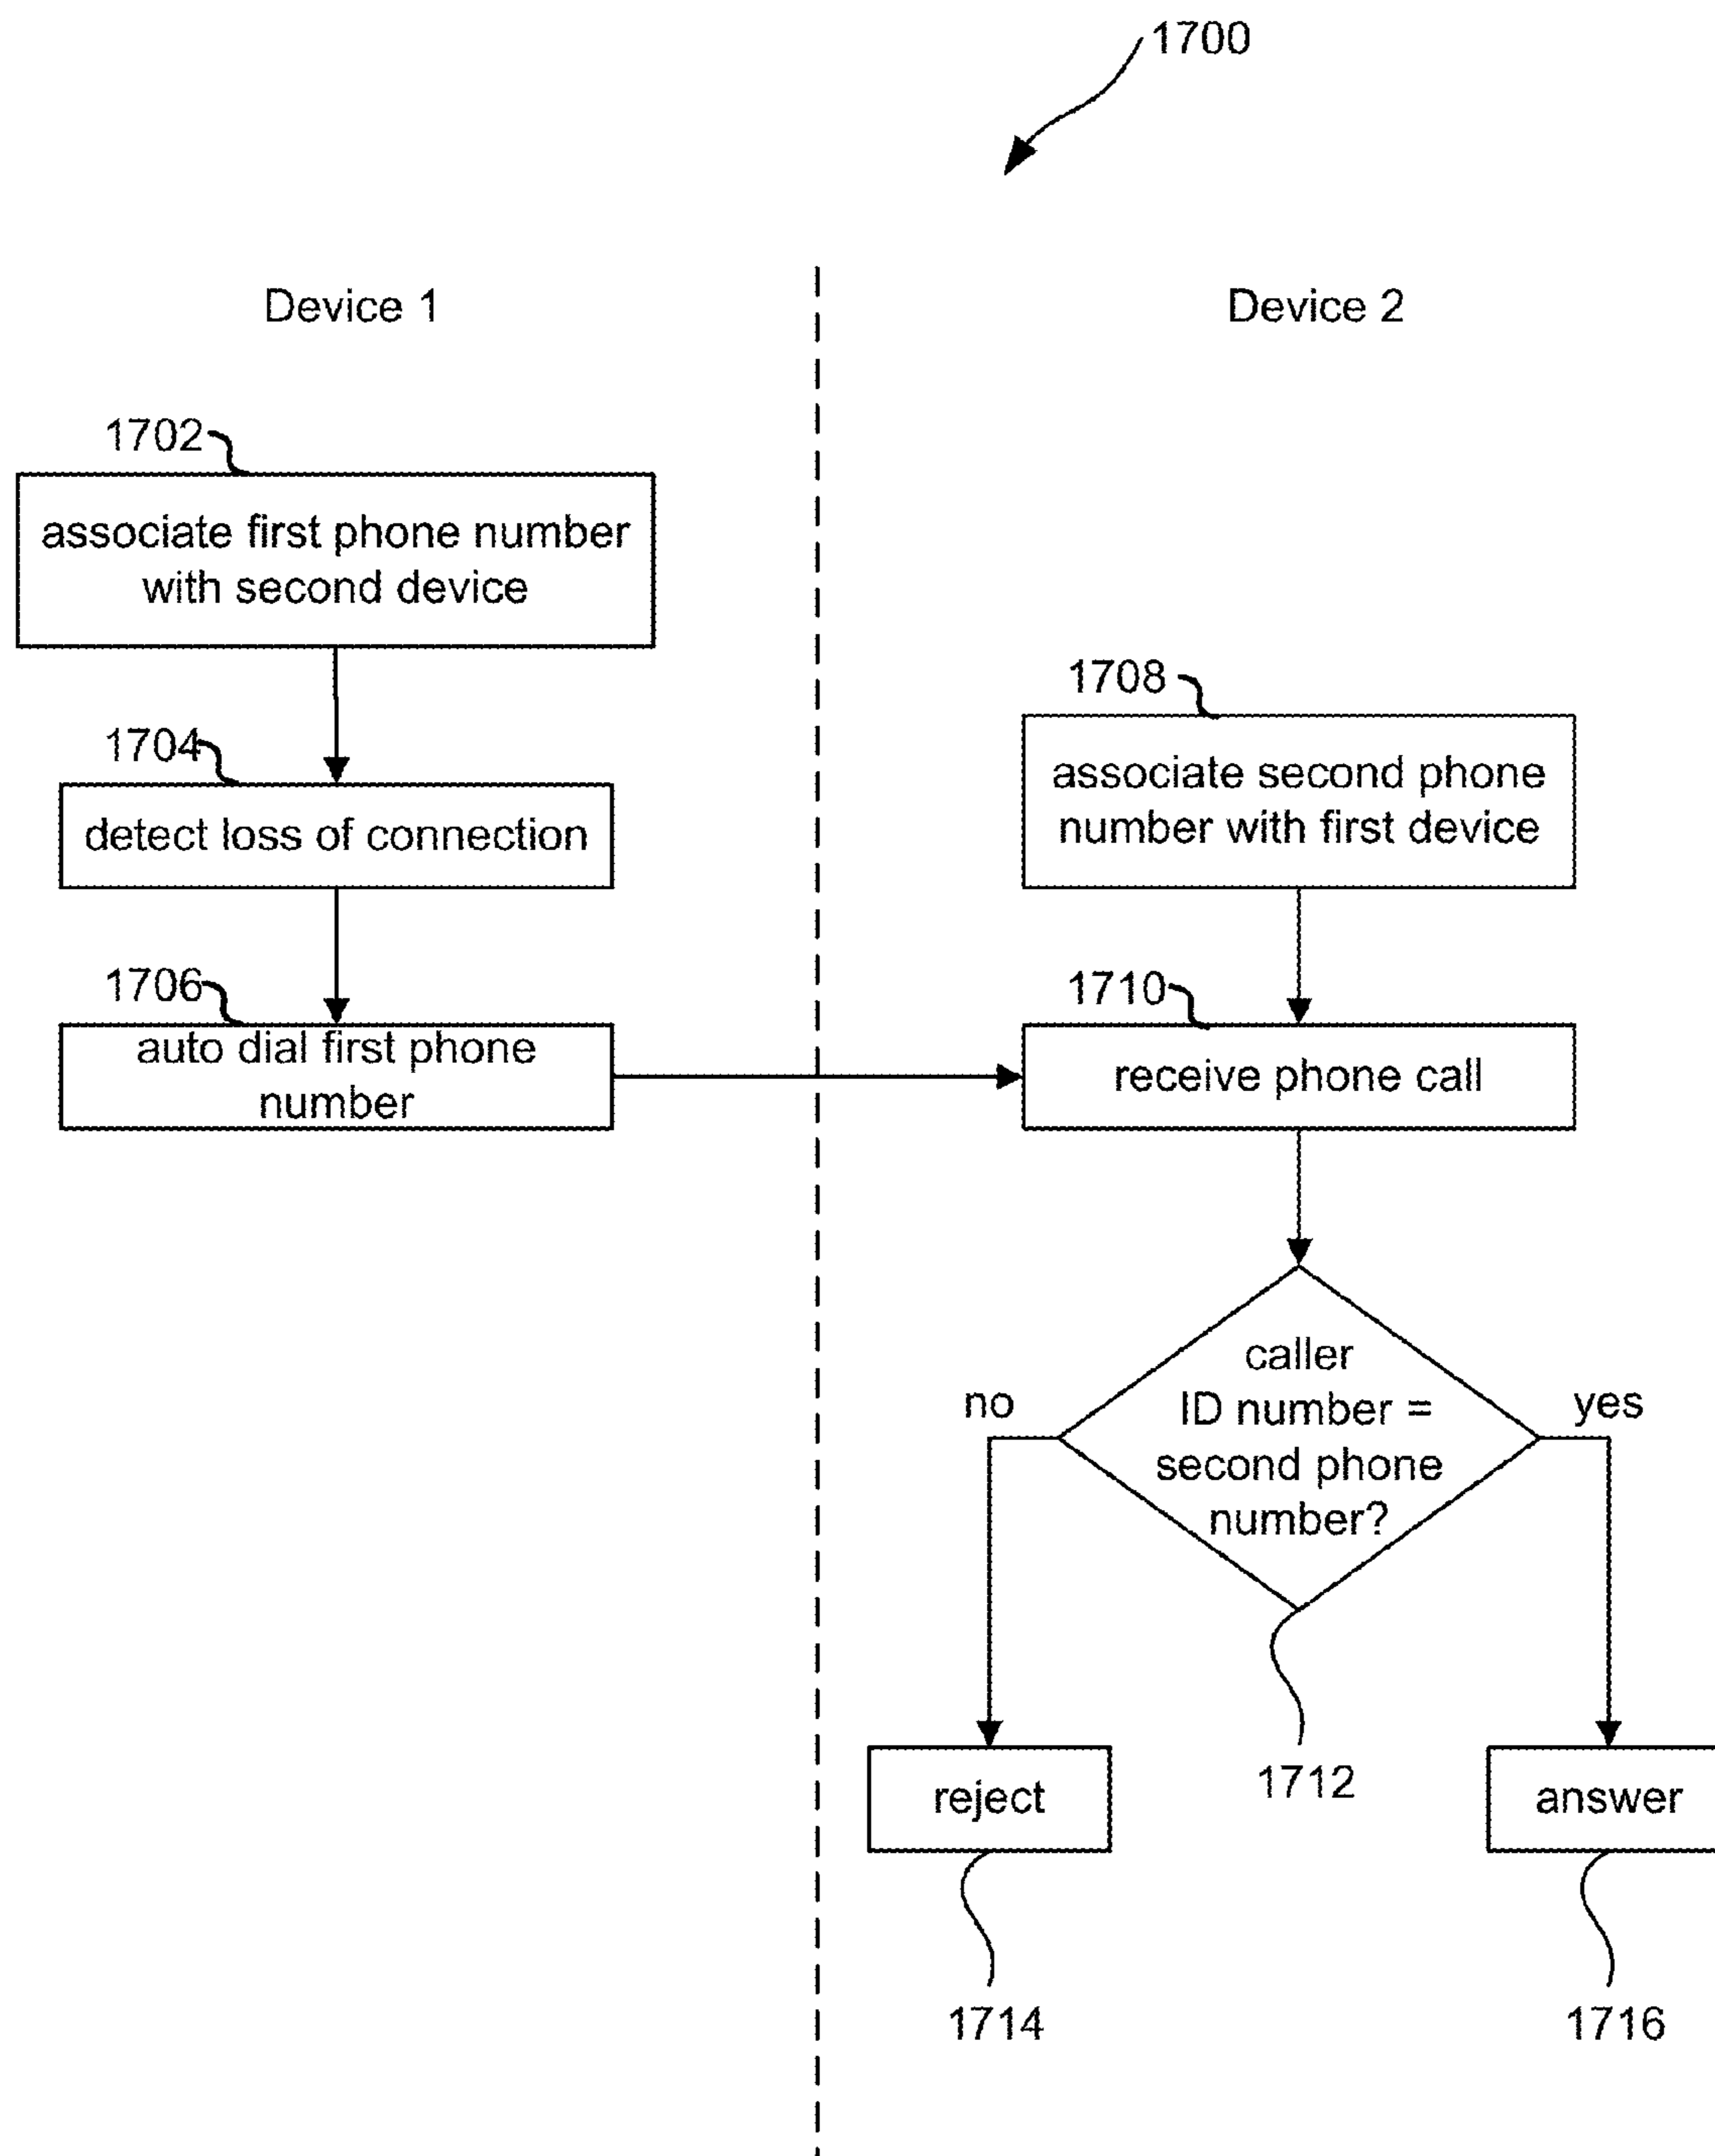 1700
Device 1
Device 2
1702
associate first phone number
with second device
1704
detect loss of connection
1706
auto dial first phone
number
1708
associate second phone
number with first device
1710
receive phone call
caller
ID number =
second phone
number?
no
yes
1712
reject
answer
1714
1716